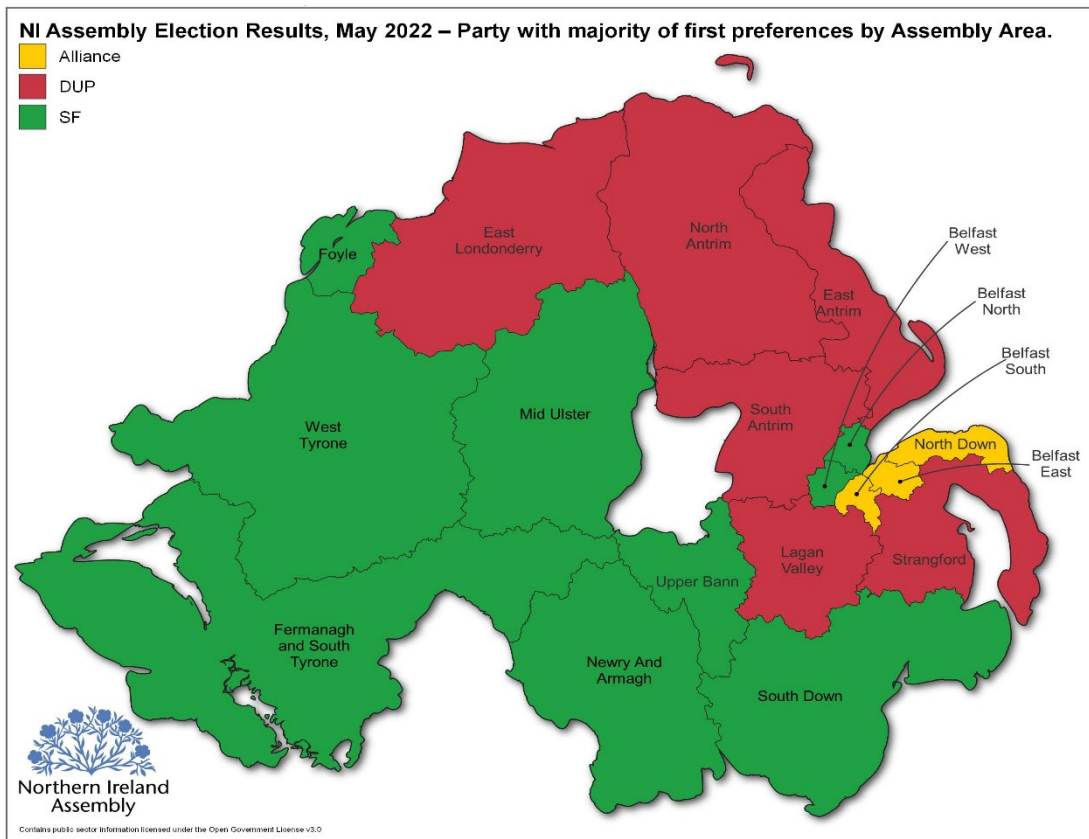 NI Assembly Election Results, May 2022 – Party with majority of first preferences by Assembly Area.
Alliance
DUP
SF
East
Londonderry
North
Antrim
Belfast
West
Foyle
East
Antrim
Belfast
North
Belfast
South
Mid Ulster
West
Tyrone
South
Antrim
North Down
Belfast
East
Lagan
Valley
Strangford
Upper Bann
Fermanagh
and South
Tyrone
Newry And
Armagh
South Down
Northern Ireland
Assembly
Contains public sector information licensed under the Open Government License v3.0